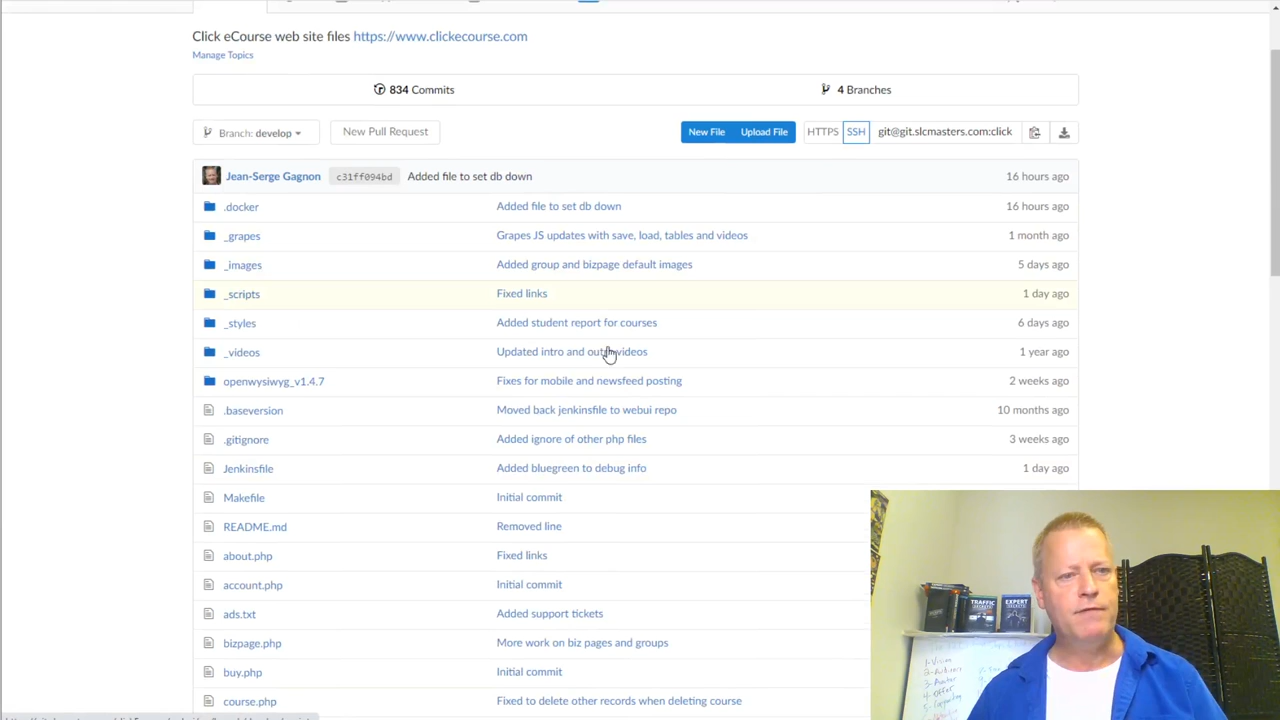 Click eCourse web site files https://www.clickecourse.com
Manage Topics
834 Commits 4 Branches
Branch: develop New Pull Request New File Upload File HTTPS SSH git@git.slcmasters.com:click
Jean-Serge Gagnon c31ff094bd Added file to set db down 16 hours ago
.docker Added file to set db down 16 hours ago
_grapes Grapes JS updates with save, load, tables and videos 1 month ago
_images Added group and bizpage default images 5 days ago
_scripts Fixed links 1 day ago
_styles Added student report for courses 6 days ago
_videos Updated intro and outro videos 1 year ago
openwysiwyg_v1.4.7 Fixes for mobile and newsfeed posting 2 weeks ago
.baseversion Moved back jenkinsfile to webui repo 10 months ago
.gitignore Added ignore of other php files 3 weeks ago
Jenkinsfile Added bluegreen to debug info 1 day ago
Makefile Initial commit
README.md Removed line
about.php Fixed links
account.php Initial commit
ads.txt Added support tickets
bizpage.php More work on biz pages and groups
buy.php Initial commit
course.php Fixed to delete other records when deleting course
TRAFFIC
SECRETS
EXPERT
SECRETS